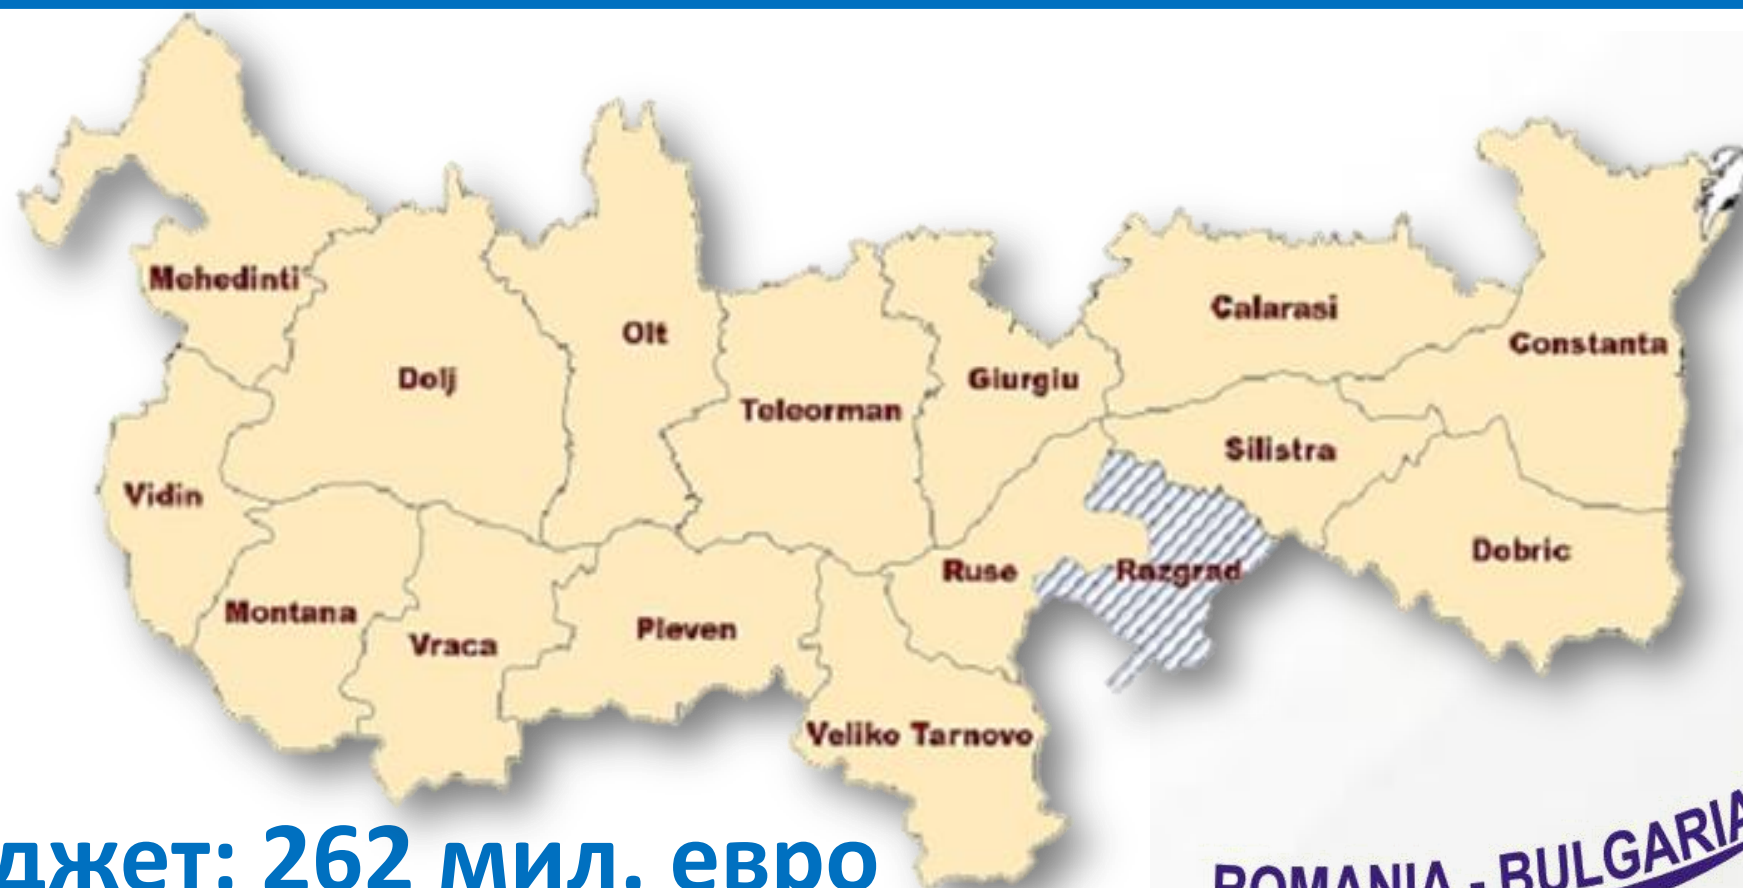 Mehedinti
Calarasi
Olt
Constanta
Dolj
Giurgiu
Teleorman
Silistra
Vidin
Dobric
Ruse
Razgrad
Montana
Pleven
Vraca
Veliko Tarnovo
джет: 262 мил. евро
ROMANIA - BULGARIA